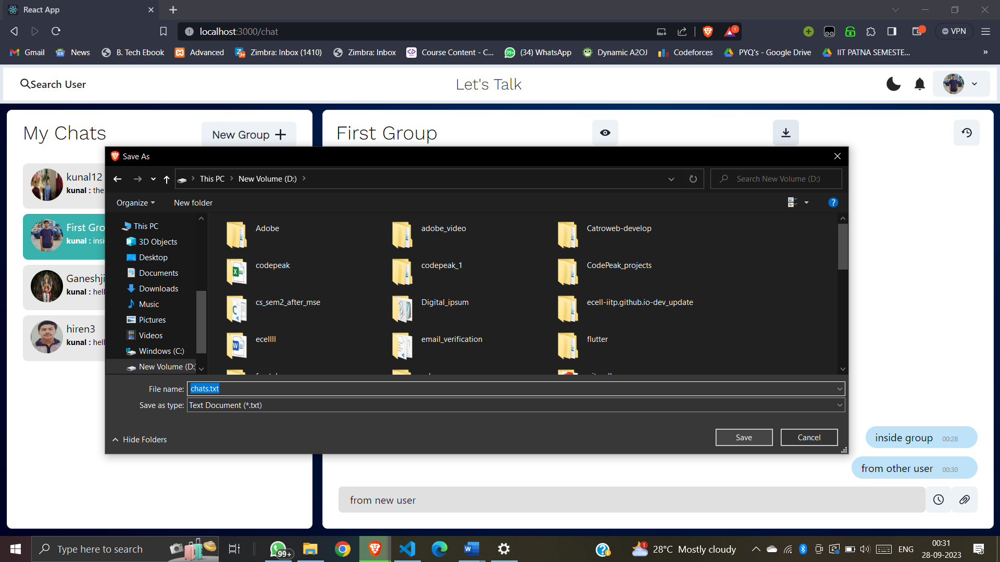 React App
localhost:3000/chat
1
VPN
Gmail
News
B. Tech Ebook
Advanced
Zimbra: Inbox (1410)
Zimbra: Inbox
Course Content - C...
(34) WhatsApp
Dynamic A2OJ
Codeforces
PYQ's - Google Drive
IIT PATNA SEMESTE...
»
Search User
Let's Talk
My Chats
New Group
First Group
kunal12
kunal : the
First Gro
kunal : insi
Ganeshji
kunal : hell
hiren3
kunal : hell
Save As
This PC
New Volume (D:)
Search New Volume (D:)
Organize
New folder
?
This PC
3D Objects
Desktop
Documents
Downloads
Music
Pictures
Videos
Windows (C:)
New Volume (D:)
Adobe
adobe_video
Catroweb-develop
codepeak
codepeak_1
CodePeak_projects
cs_sem2_after_mse
Digital_ipsum
ecell-iitp.github.io-dev_update
ecellll
email_verification
flutter
File name:
chats.txt
Save as type:
Text Document (*.txt)
Hide Folders
Save
Cancel
inside group 00:28
from other user 00:30
from new user
Type here to search
99+
1
28°C Mostly cloudy
ENG
00:31
28-09-2023